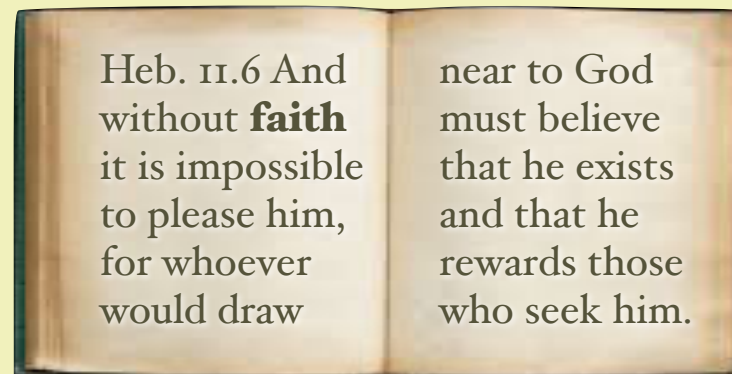 Heb. 11.6 And
without faith
it is impossible
to please him,
for whoever
would draw
near to God
must believe
that he exists
and that he
rewards those
who seek him.